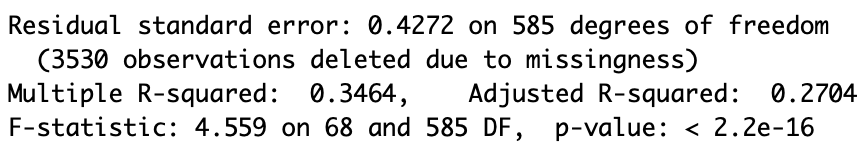 Residual standard error: 0.4272 on 585 degrees of freedom
  (3530 observations deleted due to missingness)
Multiple R-squared:  0.3464,    Adjusted R-squared:  0.2704
F-statistic: 4.559 on 68 and 585 DF,  p-value: < 2.2e-16